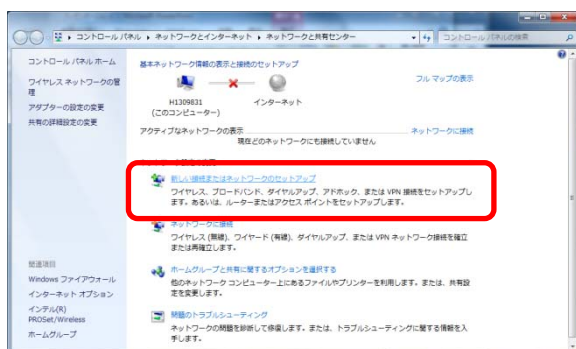 コントロール パネル ▸ ネットワークとインターネット ▸ ネットワークと共有センター
コントロール パネルの検索
コントロール パネル ホーム
ワイヤレス ネットワークの管
理
アダプターの設定の変更
共有の詳細設定の変更
基本ネットワーク情報の表示と接続のセットアップ
フル マップの表示
H1309831
(このコンピューター)
インターネット
アクティブなネットワークの表示
ネットワークに接続
現在どのネットワークにも接続していません
新しい接続またはネットワークのセットアップ
ワイヤレス、ブロードバンド、ダイヤルアップ、アドホック、または VPN 接続をセットアップし
ます。あるいは、ルーターまたはアクセス ポイントをセットアップします。
ネットワークに接続
ワイヤレス (無線)、ワイヤード (有線)、ダイヤルアップ、または VPN ネットワーク接続を確立
または再確立します。
ホームグループと共有に関するオプションを選択する
他のネットワーク コンピューター上にあるファイルやプリンターを利用します。または、共有設
定を変更します。
問題のトラブルシューティング
ネットワークの問題を診断して修復します。または、トラブルシューティングに関する情報を入
手します。
関連項目
Windows ファイアウォール
インターネット オプション
インテル(R)
PROSet/Wireless
ホームグループ